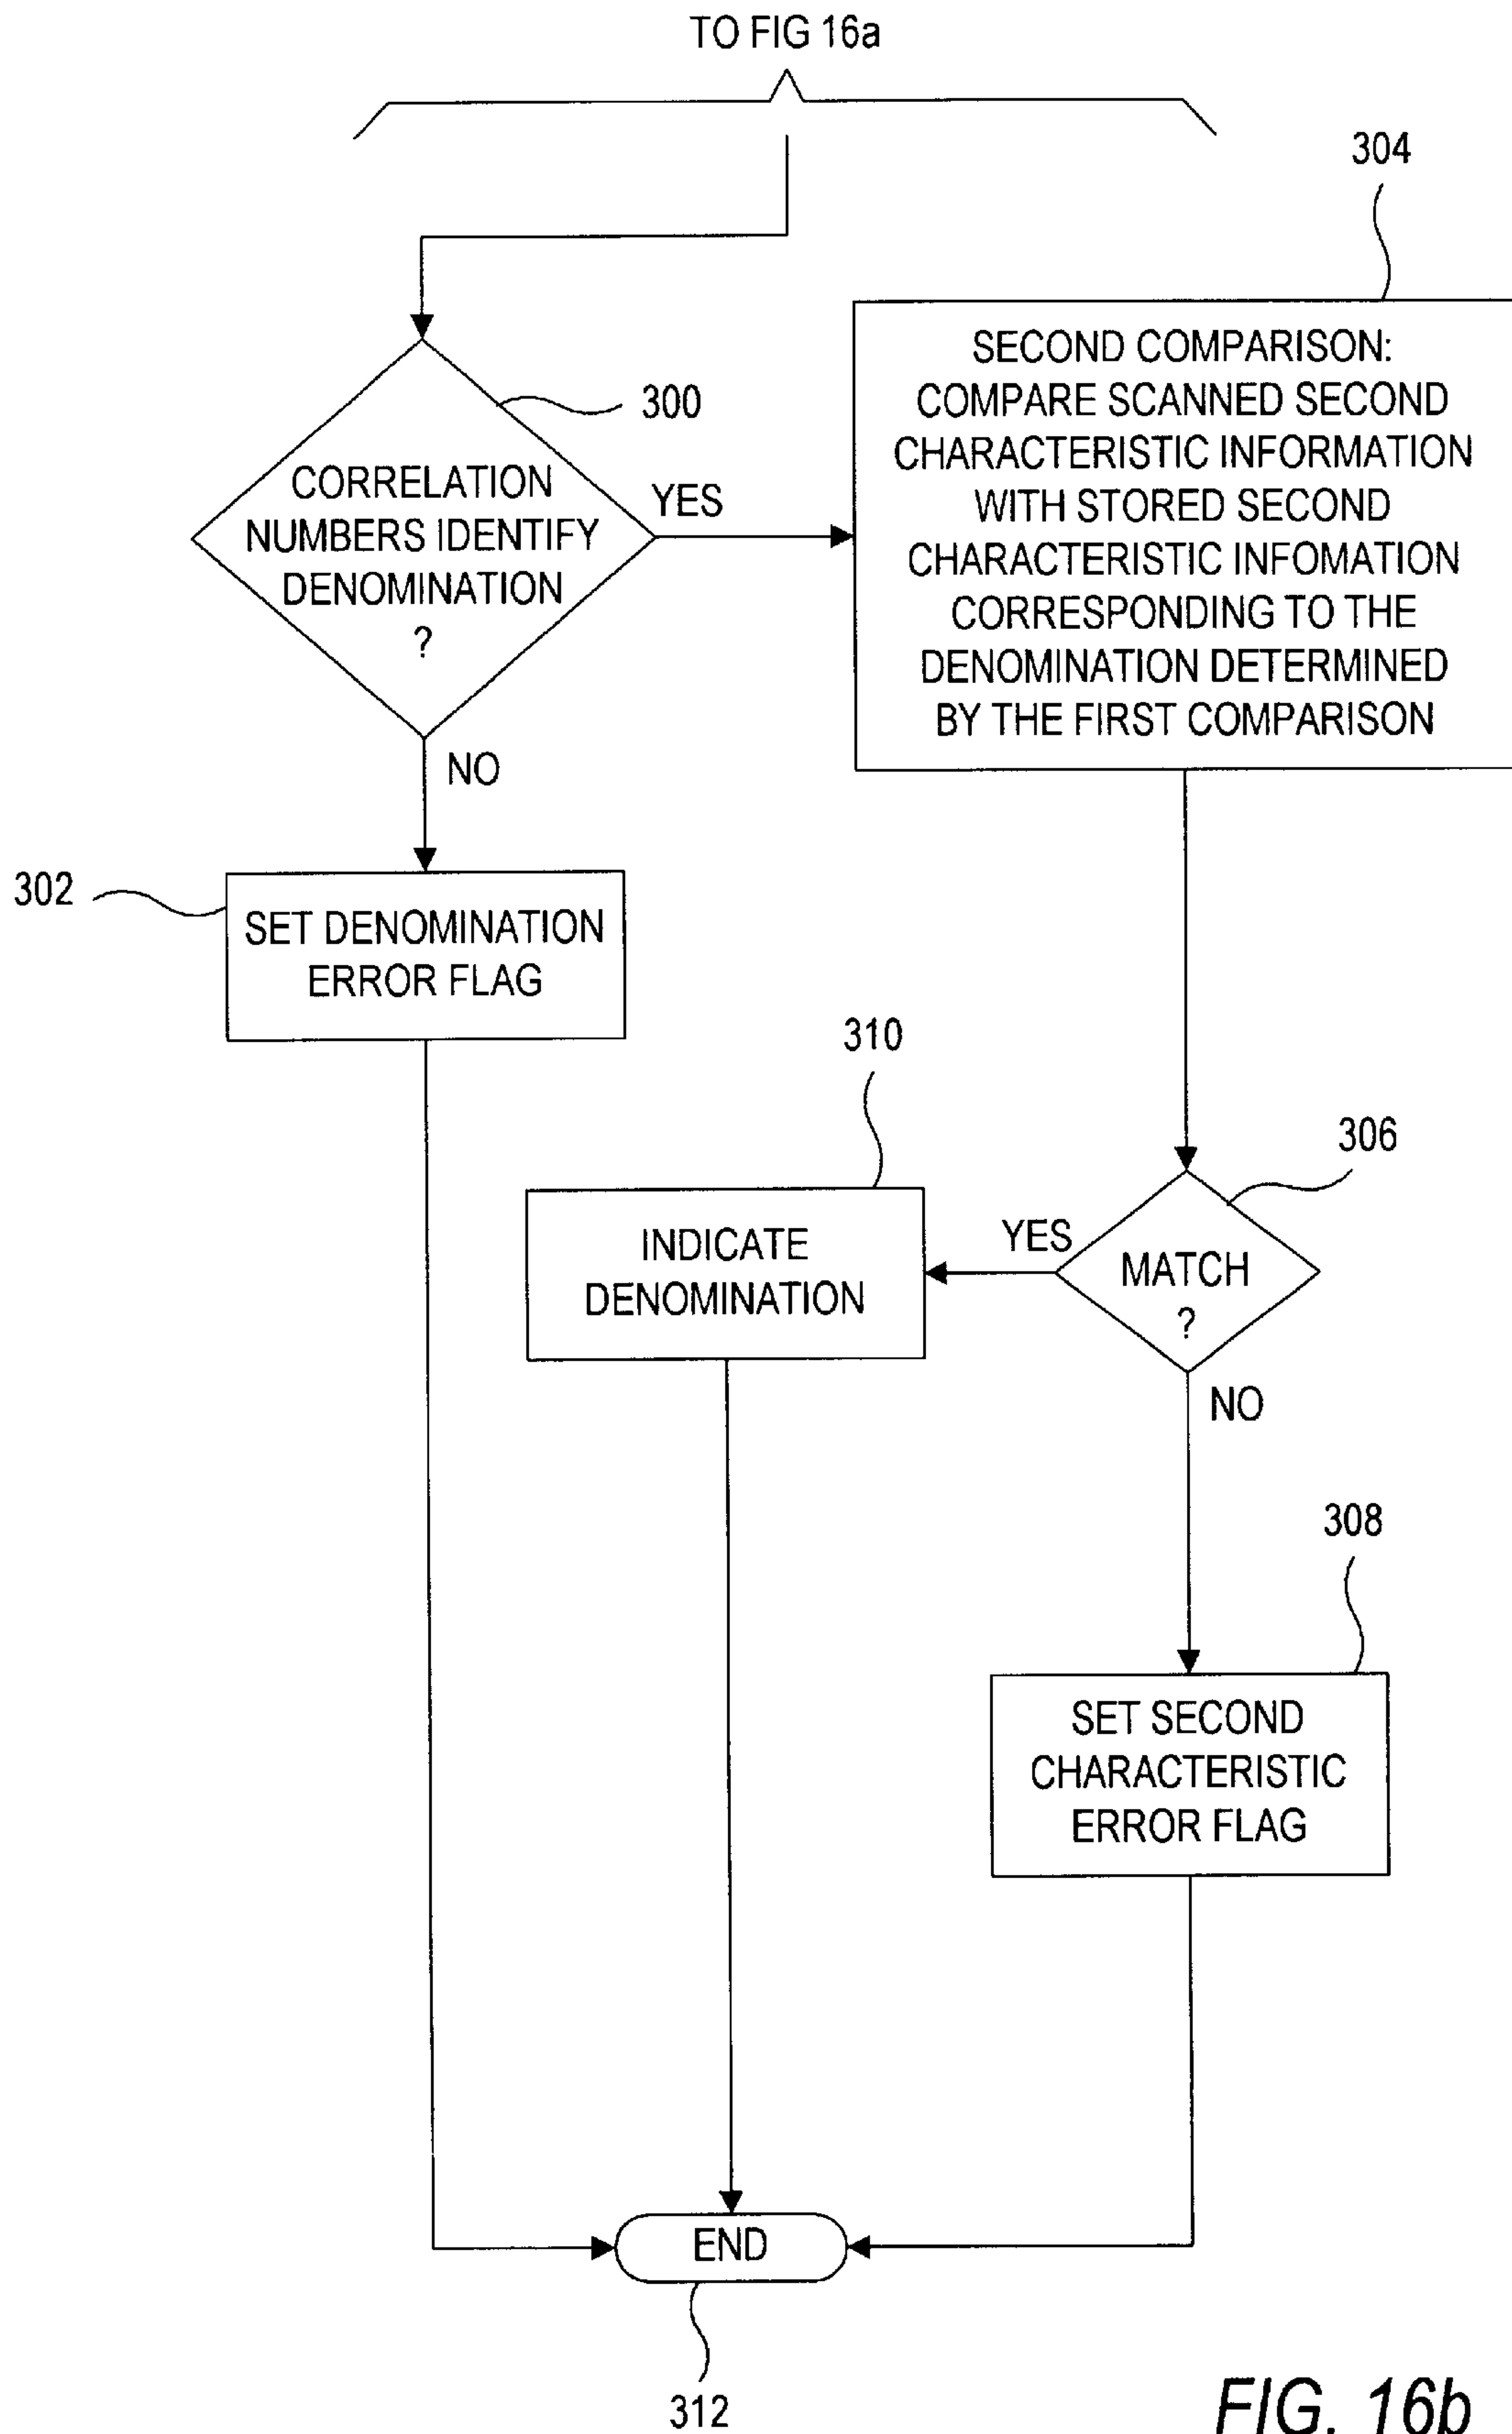 TO FIG 16a
304
SECOND COMPARISON:
COMPARE SCANNED SECOND
CHARACTERISTIC INFORMATION
WITH STORED SECOND
CHARACTERISTIC INFOMATION
CORRESPONDING TO THE
DENOMINATION DETERMINED
BY THE FIRST COMPARISON
300
CORRELATION
NUMBERS IDENTIFY
DENOMINATION
?
YES
NO
302
SET DENOMINATION
ERROR FLAG
310
INDICATE
DENOMINATION
306
YES
MATCH
?
NO
308
SET SECOND
CHARACTERISTIC
ERROR FLAG
END
312
FIG. 16b